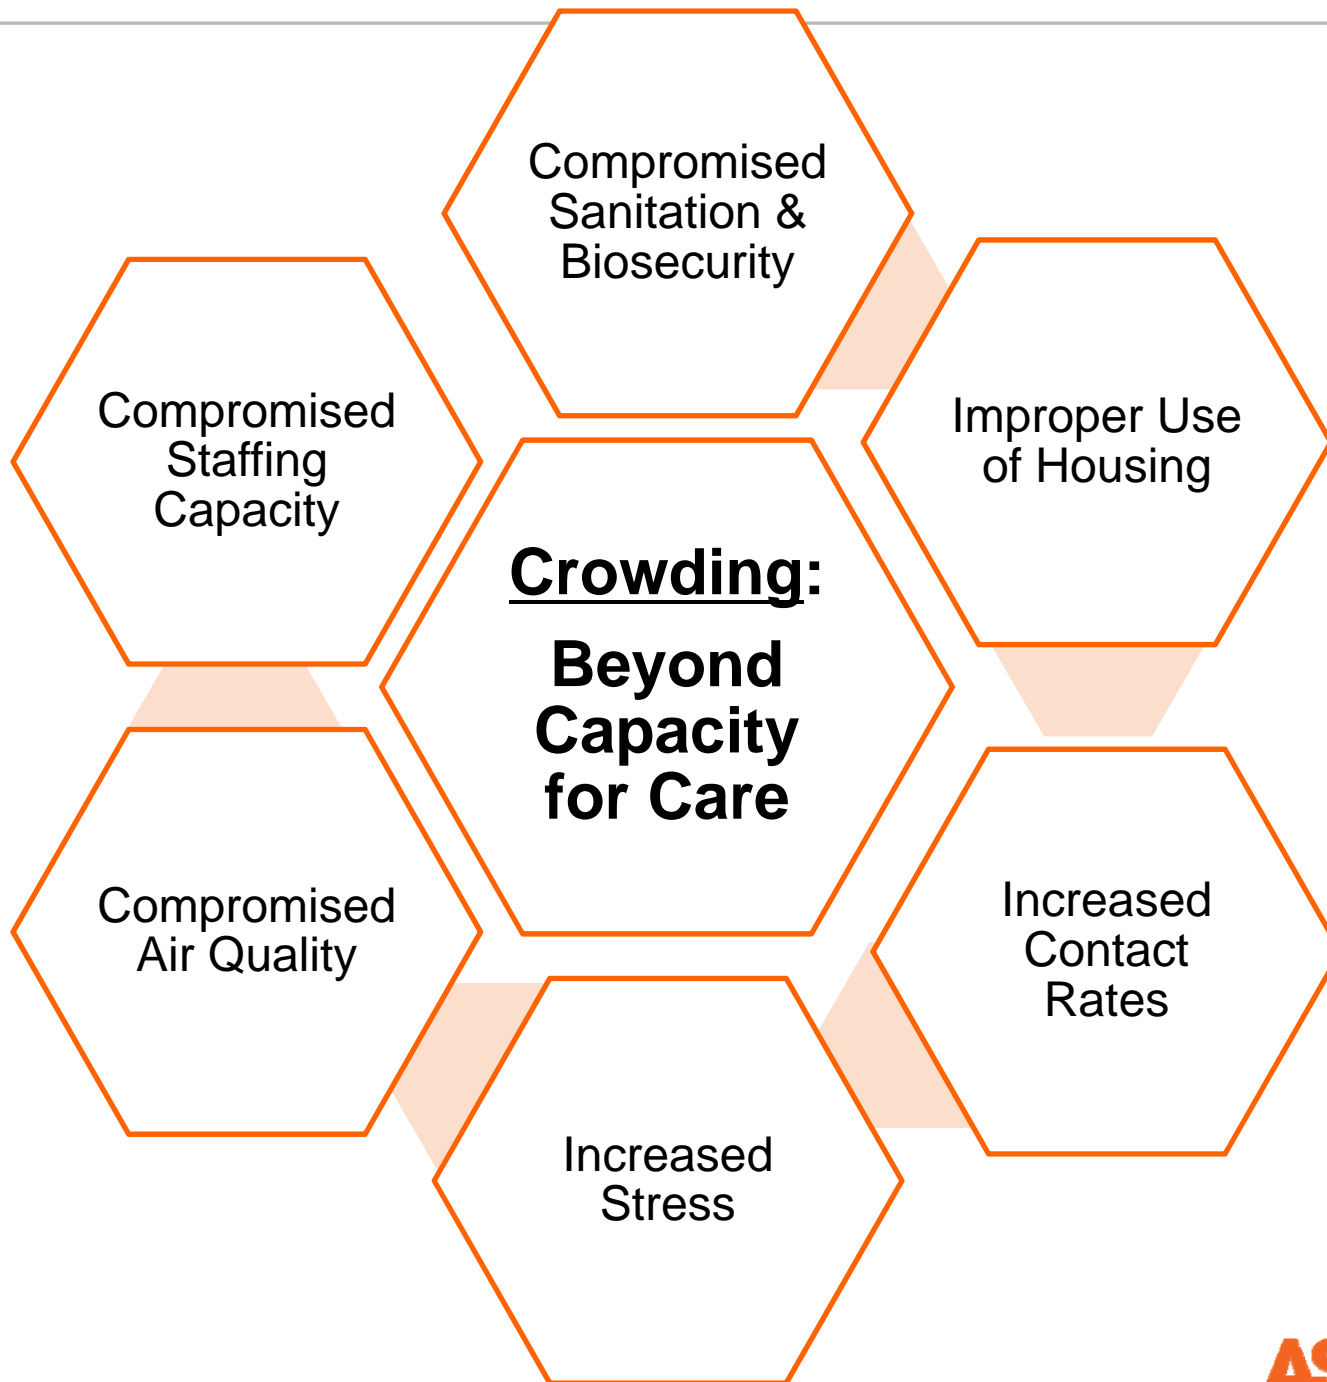 Compromised
Sanitation &
Biosecurity
Compromised
Staffing
Capacity
Improper Use
of Housing
Crowding:
Beyond
Capacity
for Care
Compromised
Air Quality
Increased
Contact
Rates
Increased
Stress